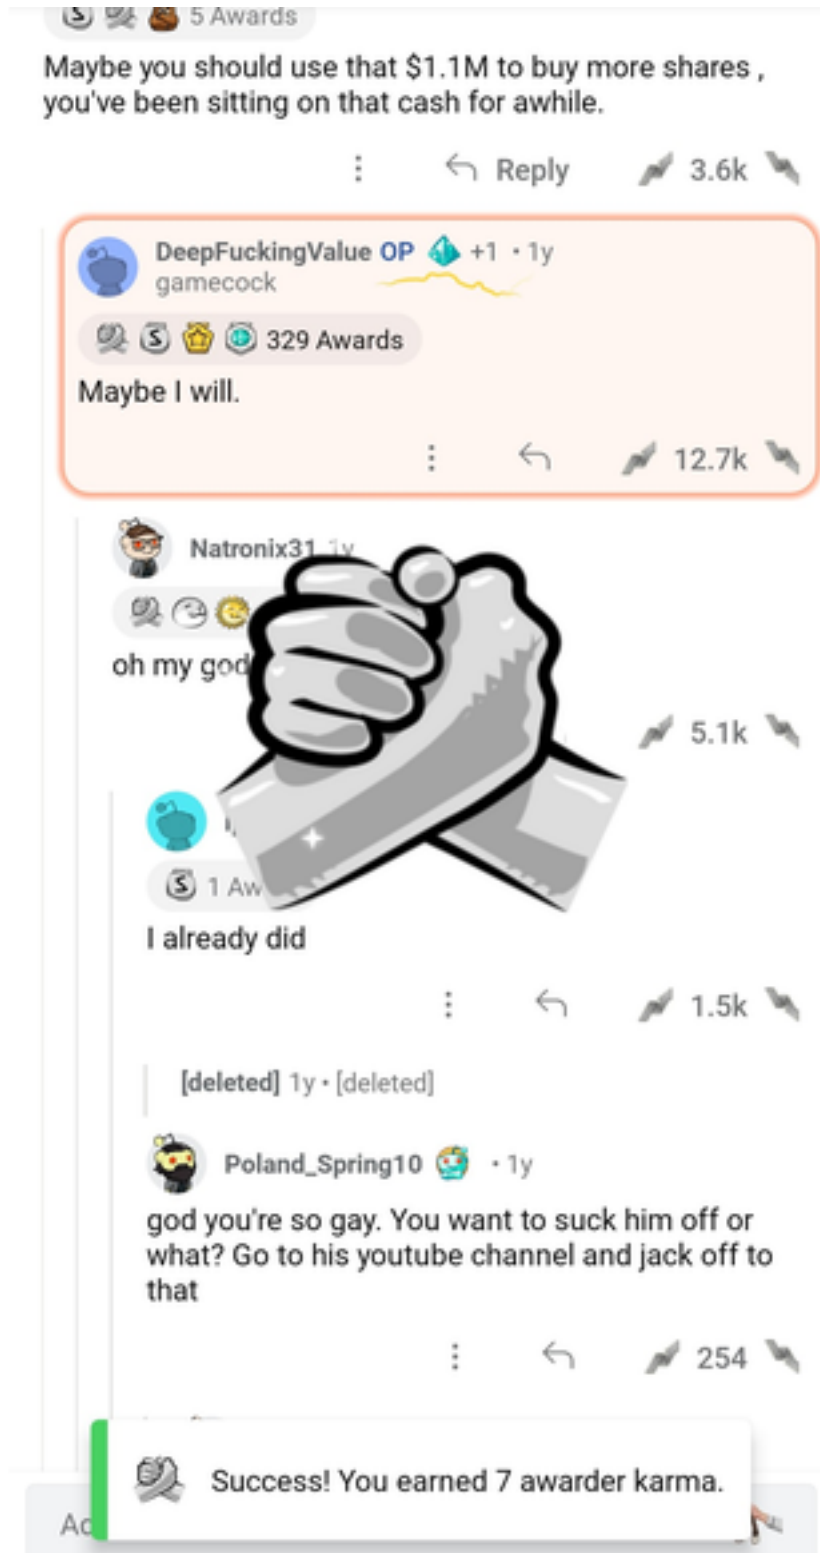 5 Awards
Maybe you should use that $1.1M to buy more shares ,
you've been sitting on that cash for awhile.
Reply 3.6k
DeepFuckingValue OP +1 • 1y
gamecock
S 329 Awards
Maybe I will.
12.7k
Natronix31 1y
oh my god
5.1k
S 1 Aw
I already did
1.5k
[deleted] 1y • [deleted]
Poland_Spring10 • 1y
god you're so gay. You want to suck him off or
what? Go to his youtube channel and jack off to
that
254
Success! You earned 7 awarder karma.